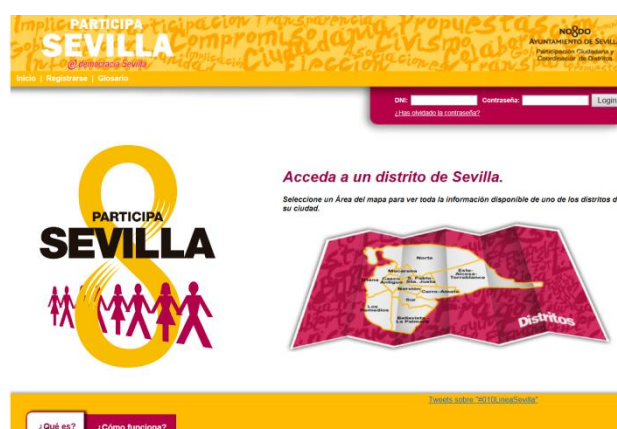 PARTICIPA
SEVILLA
@democracia Sevilla
NO8DO
AYUNTAMIENTO DE SEVILL
Participación Ciudadana y
Coordinación de Distritos
Inicio | Registrarse | Glosario
DNI:
Contraseña:
Login
¿Has olvidado la contraseña?
Acceda a un distrito de Sevilla.
Seleccione un Área del mapa para ver toda la información disponible de uno de los distritos d
su ciudad.
PARTICIPA
SEVILLA
Norte
Macarena
Este-
Alcosa-
Torreblanca
Triana
Casco
Antiguo
S. Pablo-
Sta. Justa
Nervión
Cerro-Amate
Sur
Los
Remedios
Bellavista-
La Palmera
Distritos
Tweets sobre "#010LineaSevilla"
¿Qué es?
¿Cómo funciona?